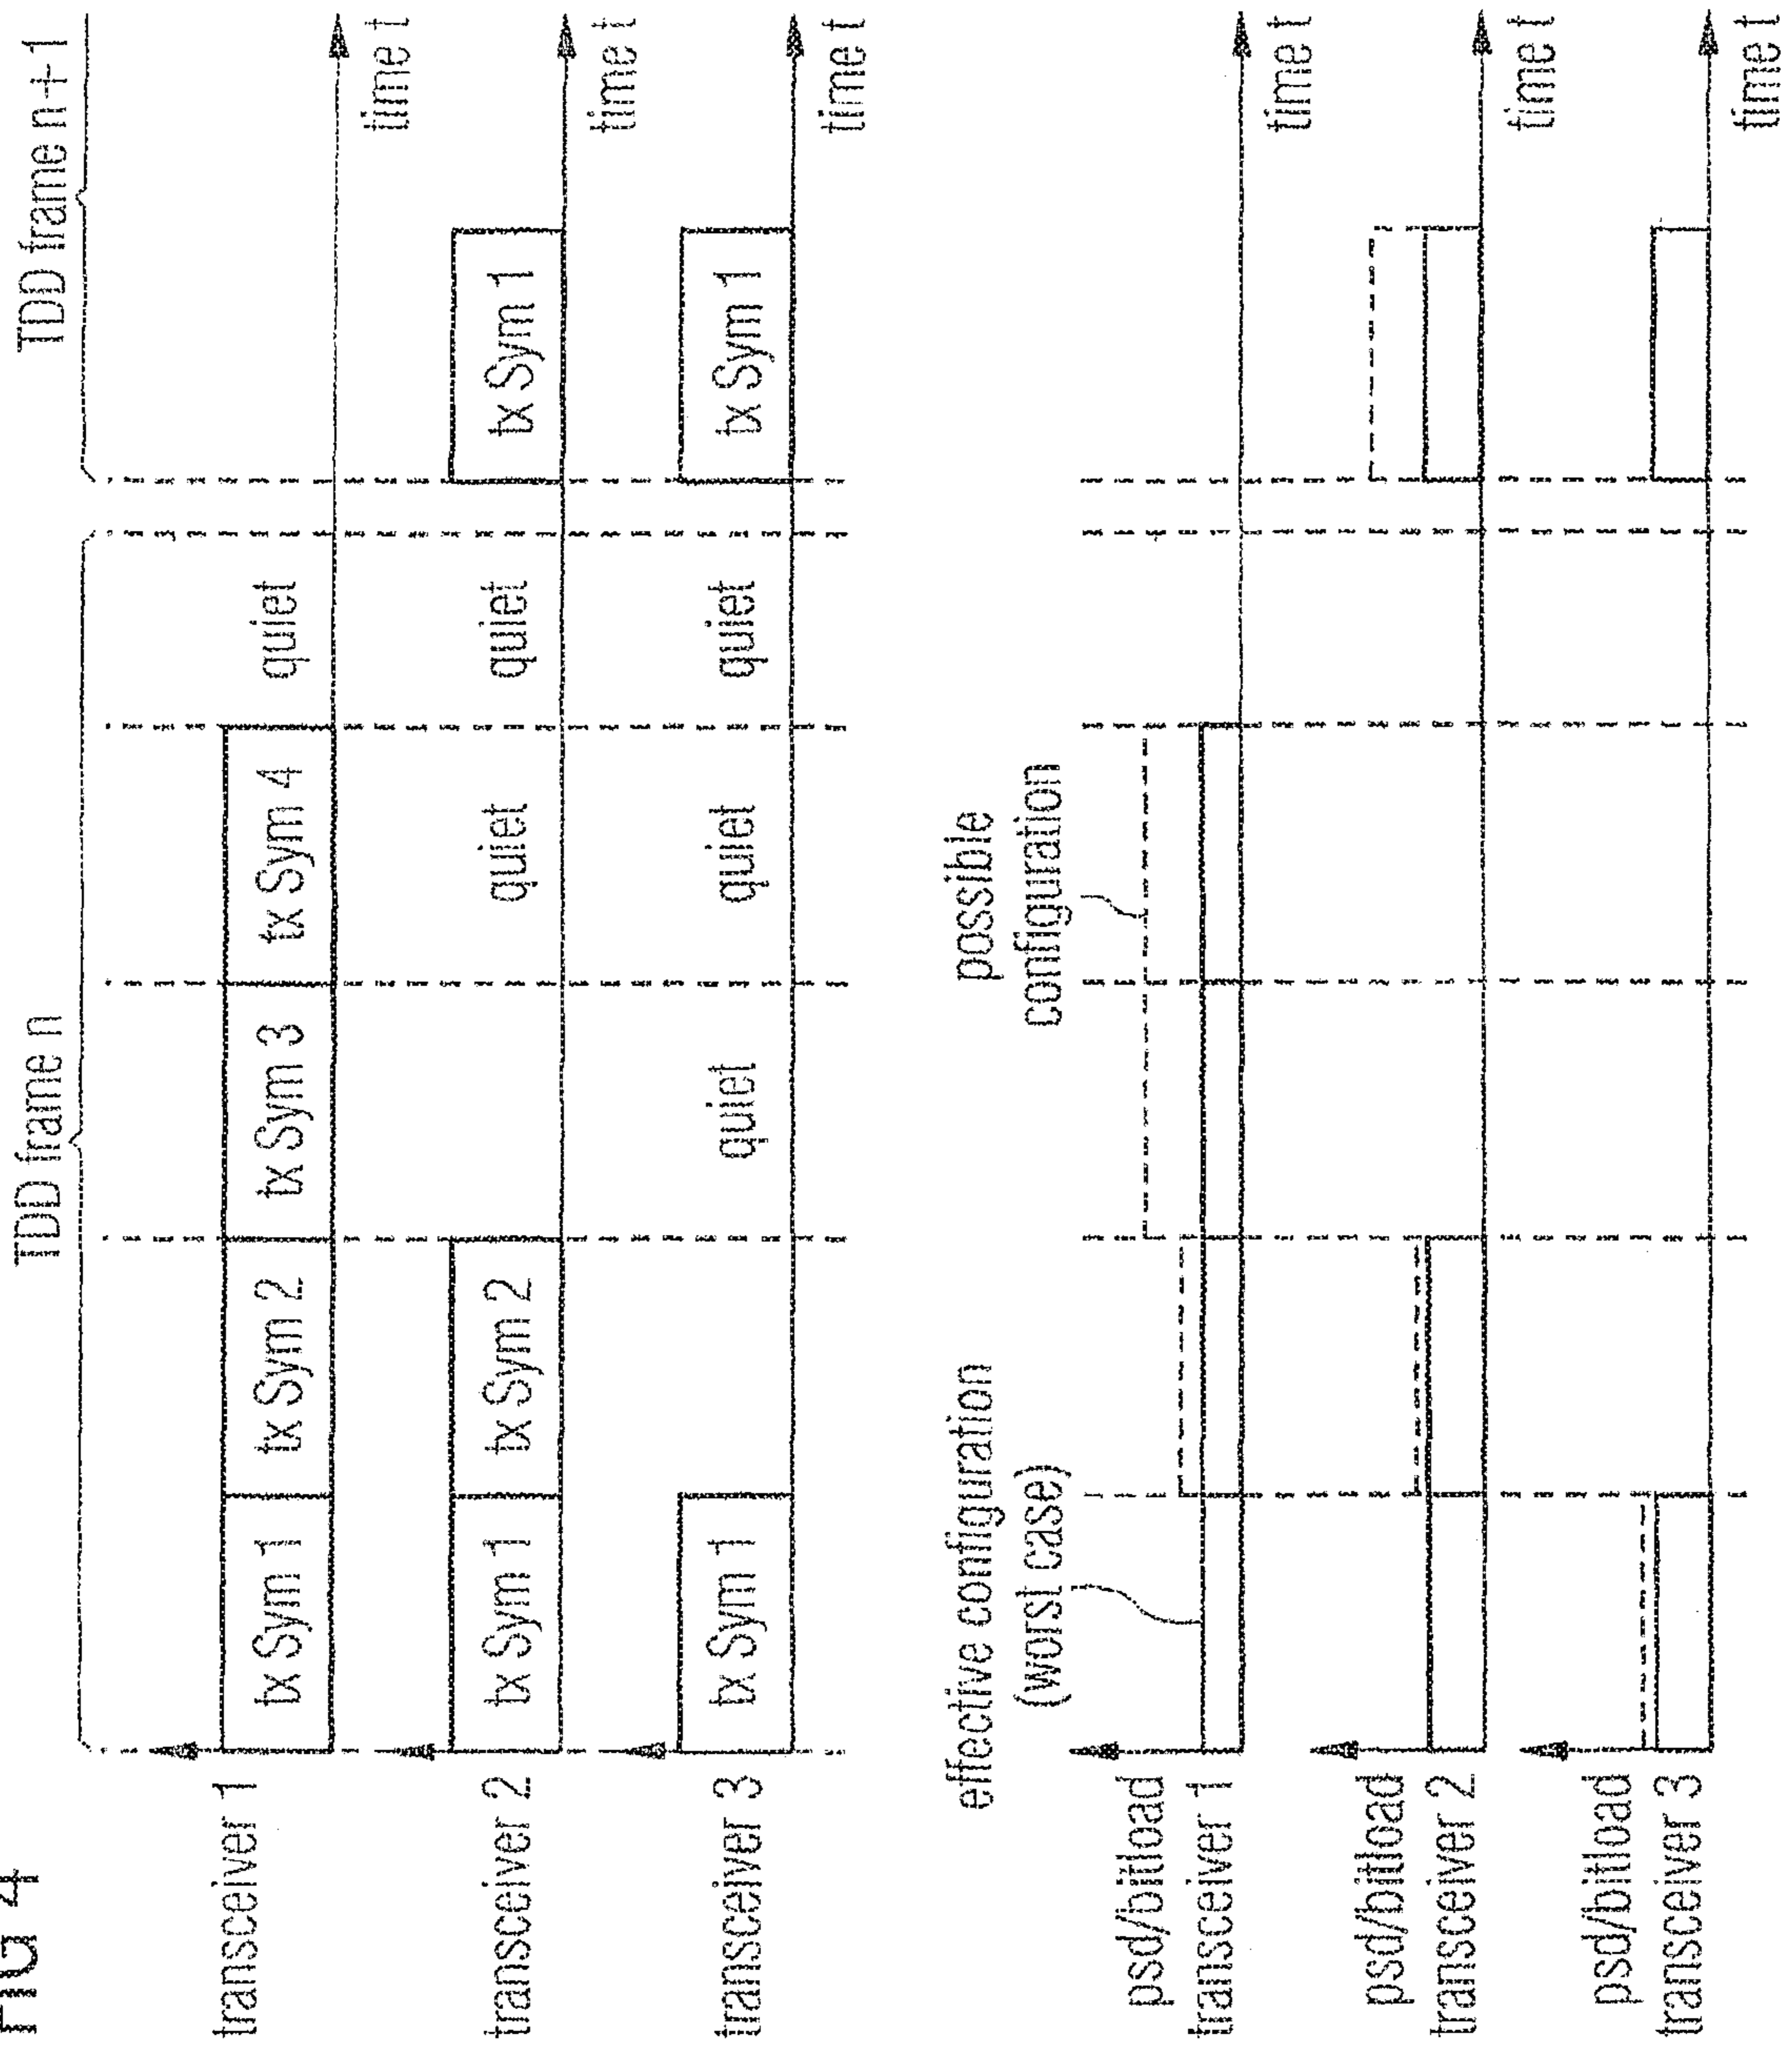 FIG 4
TDD frame n
TDD frame n+1
transceiver 1
tx Sym 1
tx Sym 2
tx Sym 3
tx Sym 4
quiet
time t
transceiver 2
tx Sym 1
tx Sym 2
quiet
quiet
tx Sym 1
time t
transceiver 3
tx Sym 1
quiet
quiet
quiet
tx Sym 1
time t
effective configuration
(worst case)
possible
configuration
psd/bitload
transceiver 1
time t
psd/bitload
transceiver 2
time t
psd/bitload
transceiver 3
time t